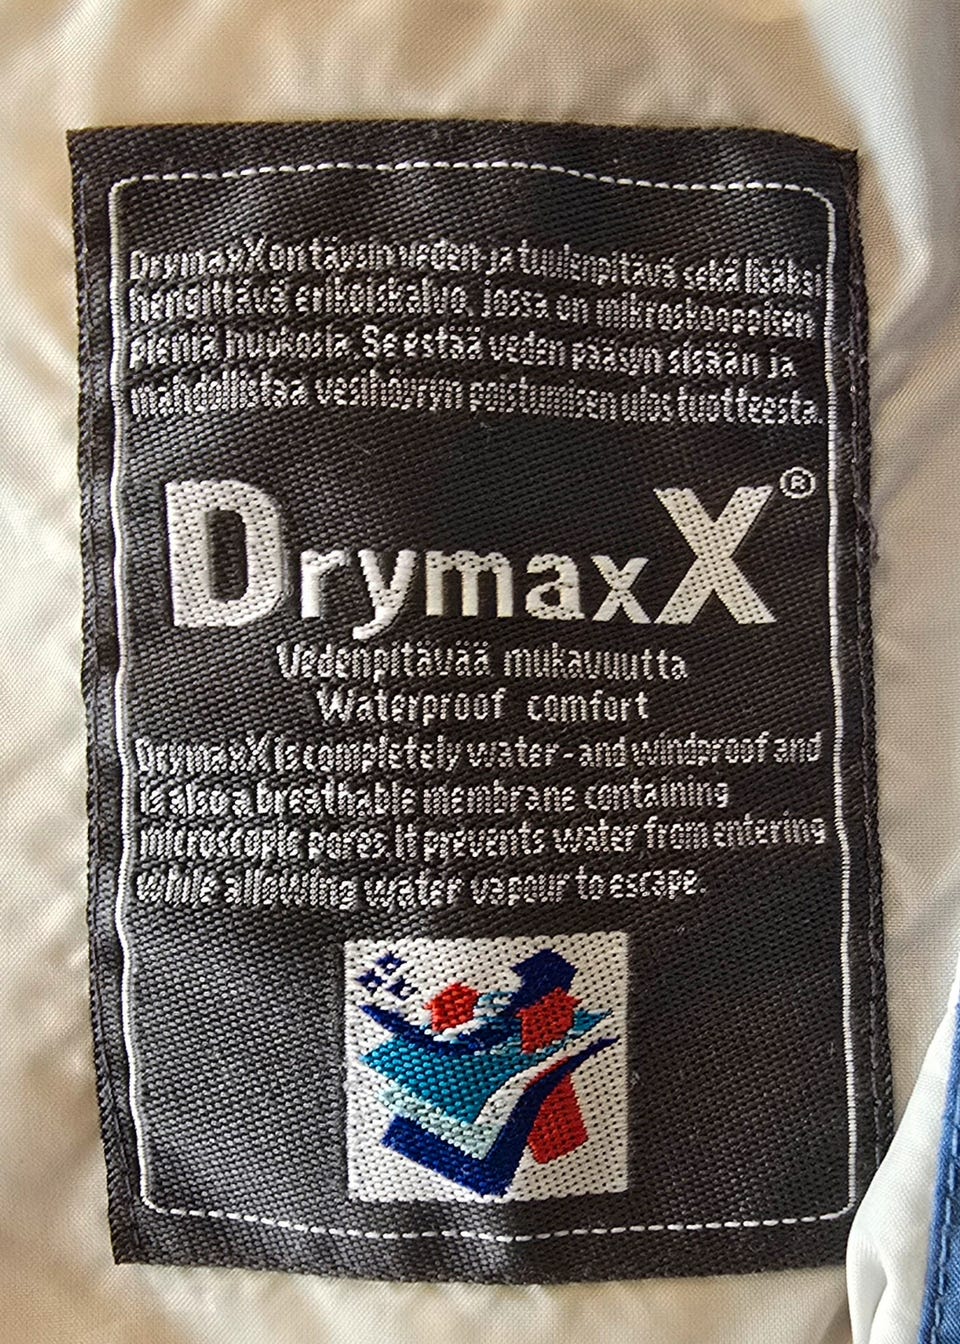 DrymaxX on täysin veden- ja tuulenpitävä sekä lisäksi
hengittävä erikoiskalvo, jossa on mikroskooppisen
pieniä huokosia. Se estää veden pääsyn sisään ja
mahdollistaa vesihöyryn poistumisen ulos tuotteesta.
DrymaxX®
Vedenpitävää mukavuutta
Waterproof comfort
DrymaxX is completely water-and windproof and
is also a breathable membrane containing
microscopic pores. It prevents water from entering
while allowing water vapour to escape.